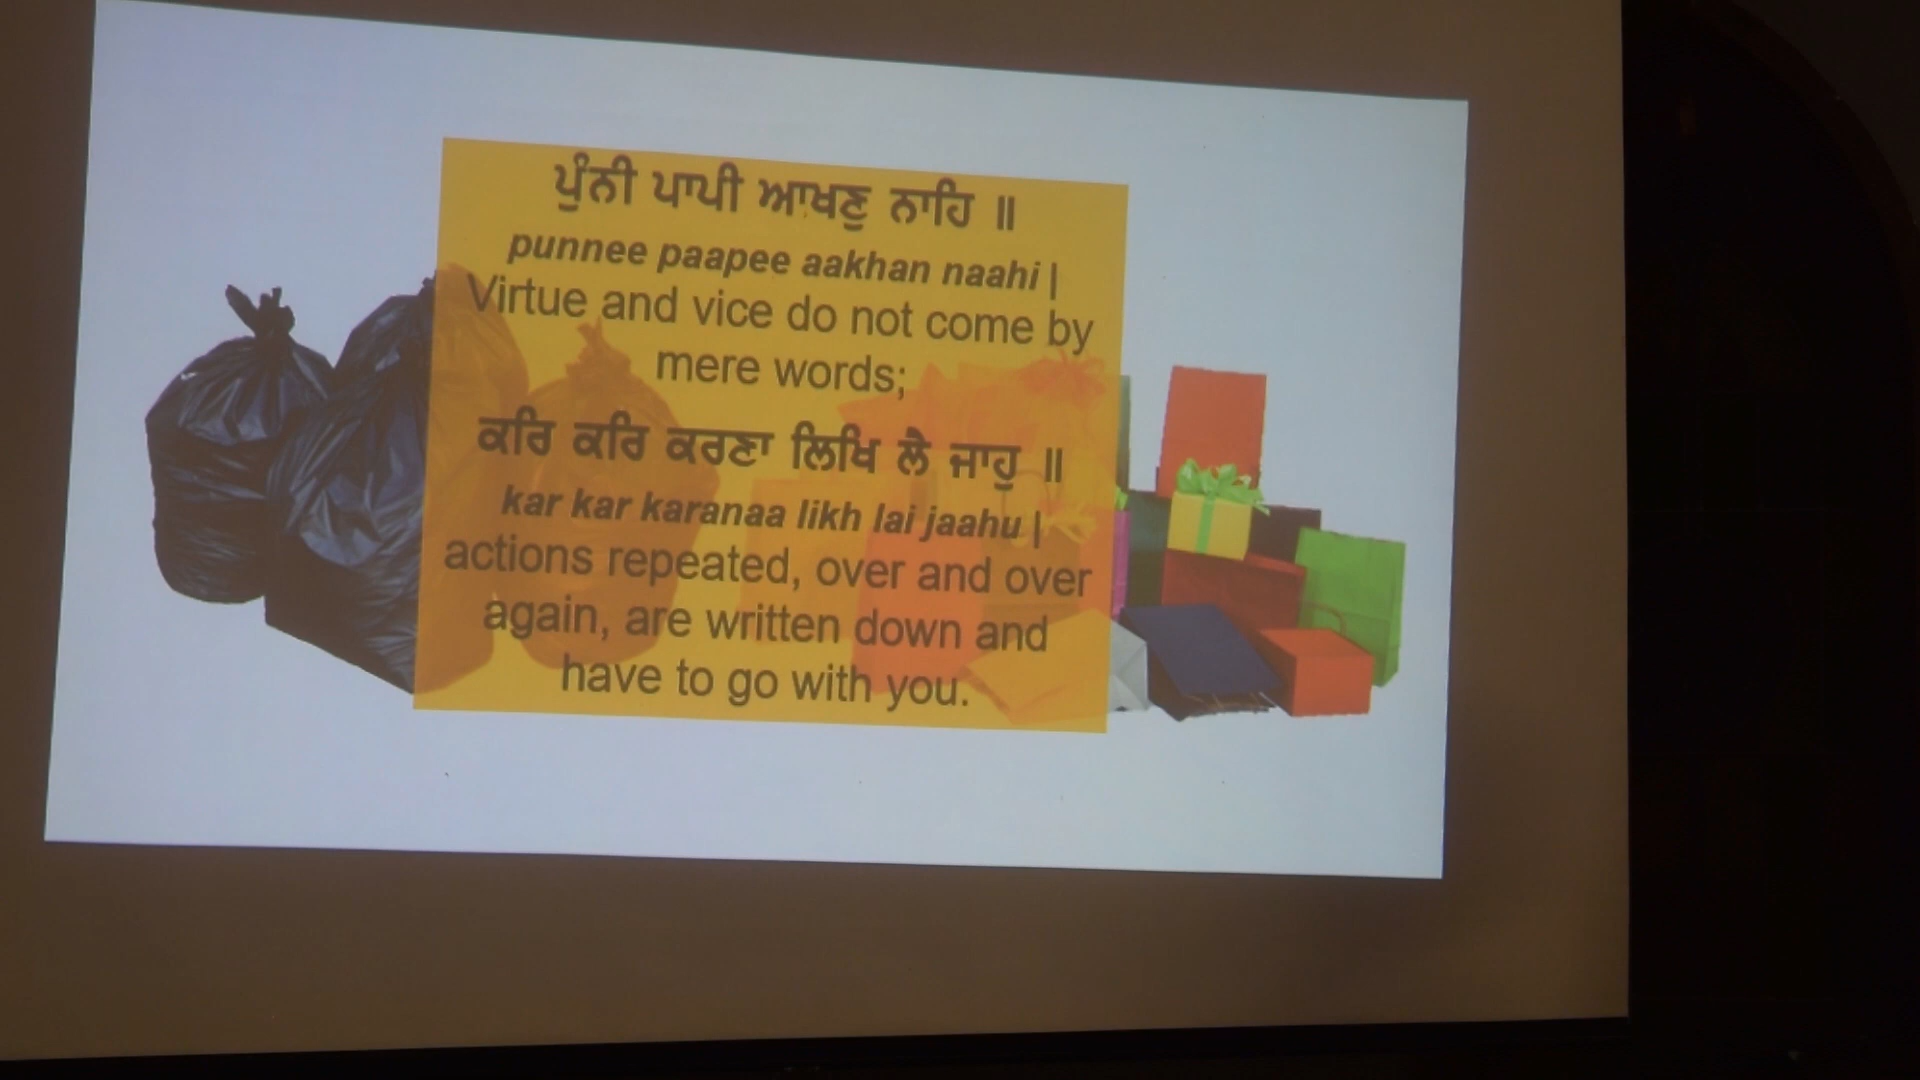 ਪੁੰਨੀ ਪਾਪੀ ਆਖਣੁ ਨਾਹਿ ॥
punnee paapee aakhan naahi |
Virtue and vice do not come by
mere words;
ਕਰਿ ਕਰਿ ਕਰਣਾ ਲਿਖਿ ਲੈ ਜਾਹੁ ॥
kar kar karanaa likh lai jaahu |
actions repeated, over and over
again, are written down and
have to go with you.